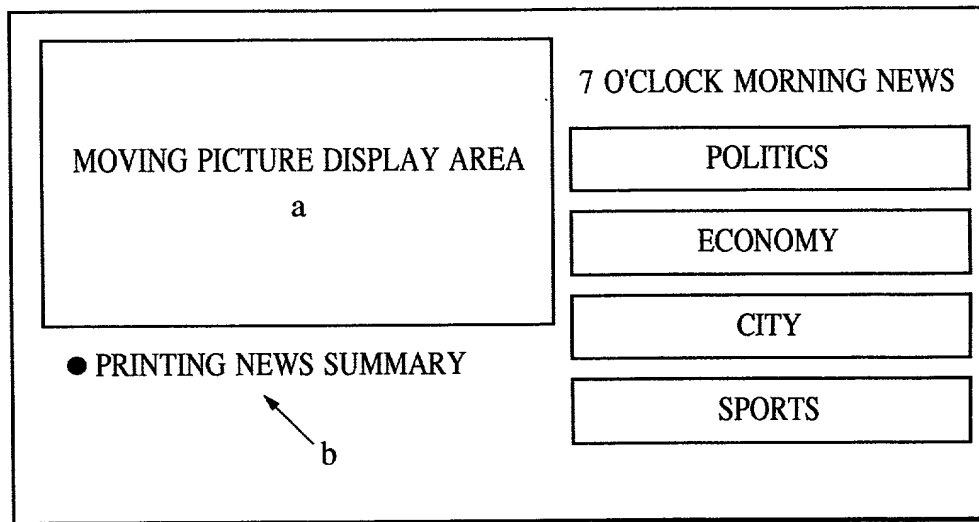 MOVING PICTURE DISPLAY AREA
a
● PRINTING NEWS SUMMARY
b
7 O'CLOCK MORNING NEWS
POLITICS
ECONOMY
CITY
SPORTS